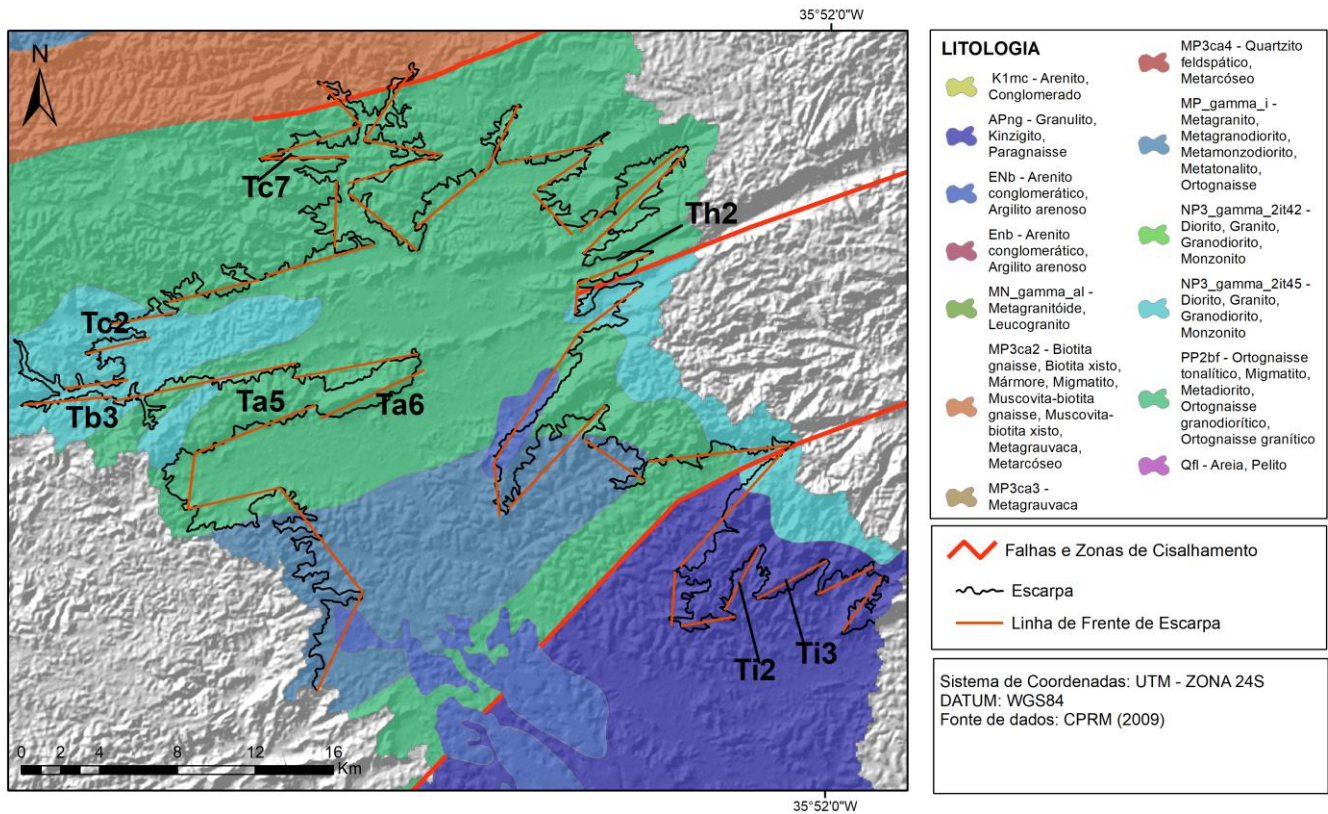 35°52'0"W
N
Tc7
Th2
Tc2
Tb3
Ta5
Ta6
Ti2
Ti3
0 2 4 8 12 16
Km
35°52'0"W
LITOLOGIA
K1mc - Arenito,
Conglomerado
APng - Granulito,
Kinzigito,
Paragnaisse
ENb - Arenito
conglomerático,
Argilito arenoso
Enb - Arenito
conglomerático,
Argilito arenoso
MN_gamma_al -
Metagranitóide,
Leucogranito
MP3ca2 - Biotita
gnaisse, Biotita xisto,
Mármore, Migmatito,
Muscovita-biotita
gnaisse, Muscovita-
biotita xisto,
Metagrauvaca,
Metarcóseo
MP3ca3 -
Metagrauvaca
MP3ca4 - Quartzito
feldspático,
Metarcóseo
MP_gamma_i -
Metagranito,
Metagranodiorito,
Metamonzodiorito,
Metatonalito,
Ortognaisse
NP3_gamma_2it42 -
Diorito, Granito,
Granodiorito,
Monzonito
NP3_gamma_2it45 -
Diorito, Granito,
Granodiorito,
Monzonito
PP2bf - Ortognaisse
tonalítico, Migmatito,
Metadiorito,
Ortognaisse
granodiorítico,
Ortognaisse granítico
Qfl - Areia, Pelito
Falhas e Zonas de Cisalhamento
Escarpa
Linha de Frente de Escarpa
Sistema de Coordenadas: UTM - ZONA 24S
DATUM: WGS84
Fonte de dados: CPRM (2009)